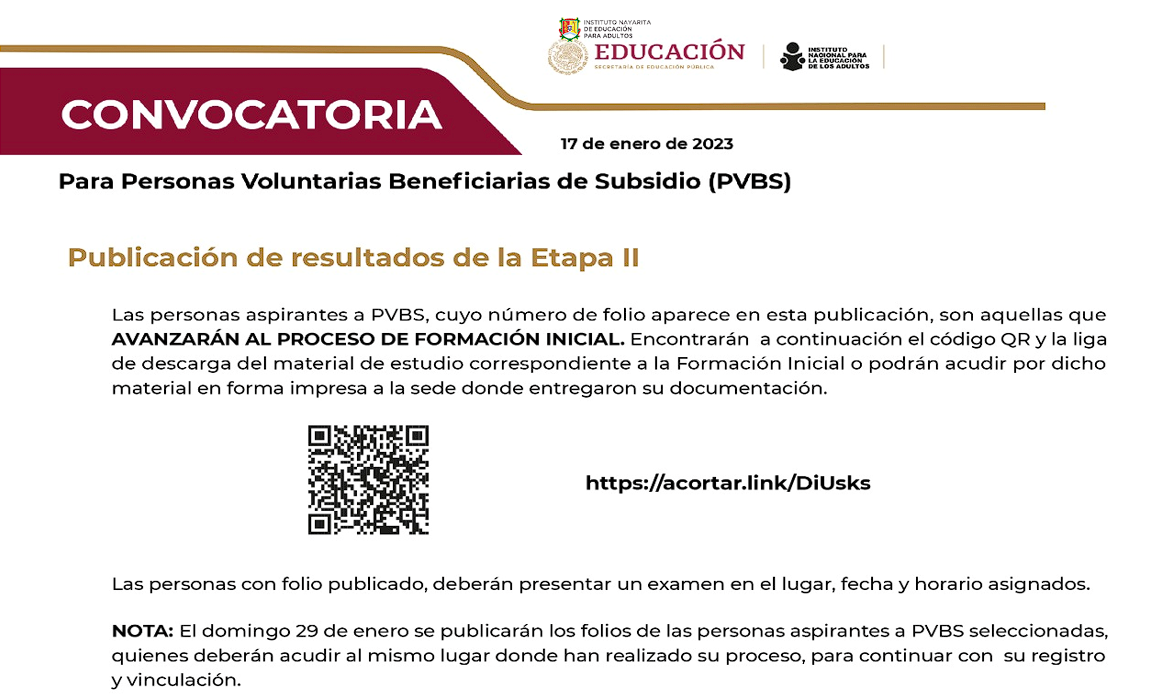 INSTITUTO NAYARITA
DE EDUCACIÓN
PARA ADULTOS
EDUCACIÓN
SECRETARÍA DE EDUCACIÓN PÚBLICA
INSTITUTO
NACIONAL PARA
LA EDUCACIÓN
DE LOS ADULTOS
CONVOCATORIA
17 de enero de 2023
Para Personas Voluntarias Beneficiarias de Subsidio (PVBS)
Publicación de resultados de la Etapa II
Las personas aspirantes a PVBS, cuyo número de folio aparece en esta publicación, son aquellas que
AVANZARÁN AL PROCESO DE FORMACIÓN INICIAL. Encontrarán a continuación el código QR y la liga
de descarga del material de estudio correspondiente a la Formación Inicial o podrán acudir por dicho
material en forma impresa a la sede donde entregaron su documentación.
https://acortar.link/DiUsks
Las personas con folio publicado, deberán presentar un examen en el lugar, fecha y horario asignados.
NOTA: El domingo 29 de enero se publicarán los folios de las personas aspirantes a PVBS seleccionadas,
quienes deberán acudir al mismo lugar donde han realizado su proceso, para continuar con su registro
y vinculación.